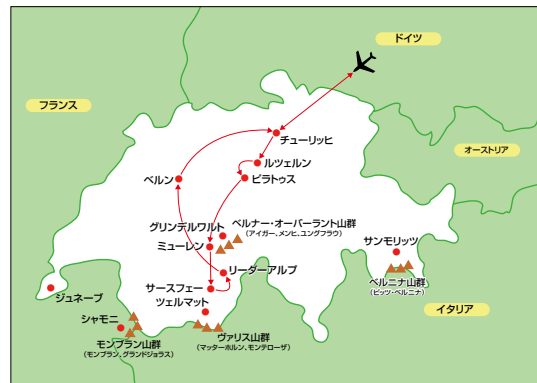 ドイツ
フランス
チューリッヒ
オーストリア
ルツェルン
ベルン
ピラトゥス
グリンデルワルト
ベルナー・オーバーラント山群
(アイガー、メンヒ、ユングフラウ)
ミューレン
サンモリッツ
リーダーアルプ
ベルニナ山群
(ピッツ・ベルニナ)
サースフェー
ジュネーブ
ツェルマット
イタリア
シャモニ
モンブラン山群
(モンブラン、グランドジョラス)
ヴァリス山群
(マッターホルン、モンテローザ)